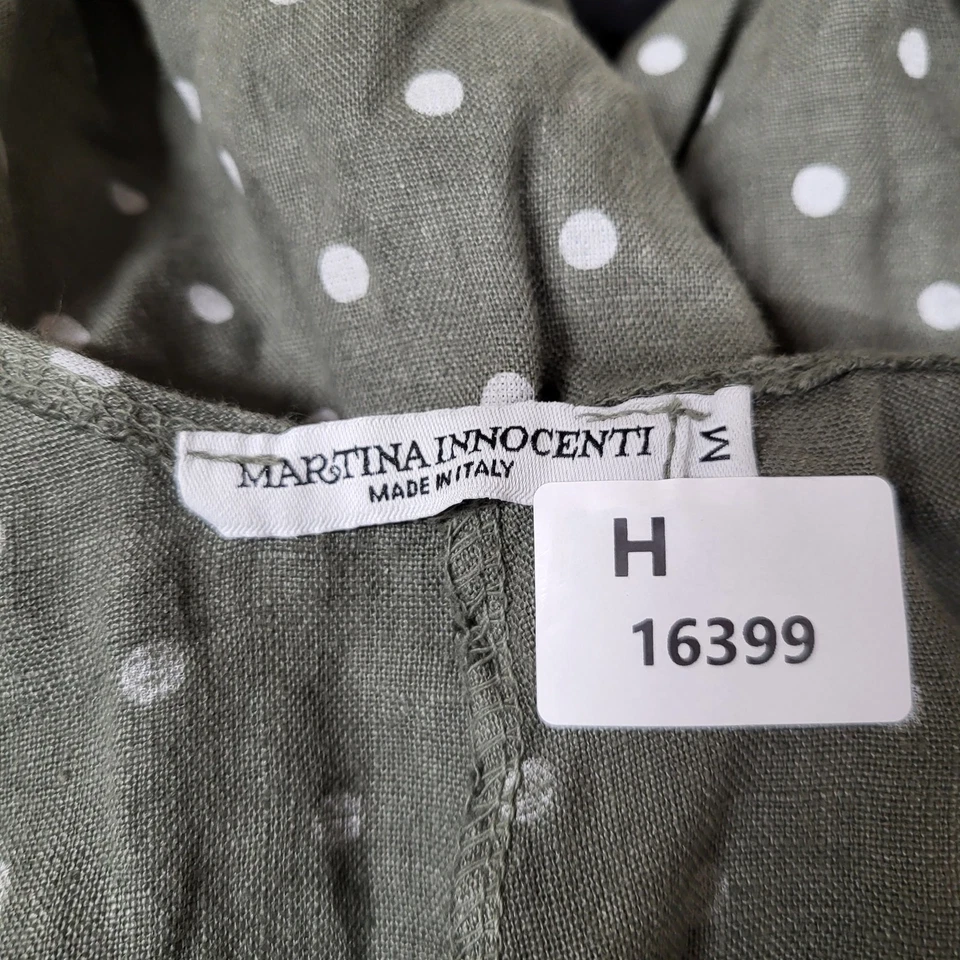 MARTINA INNOCENTI
MADE IN ITALY
M
H
16399